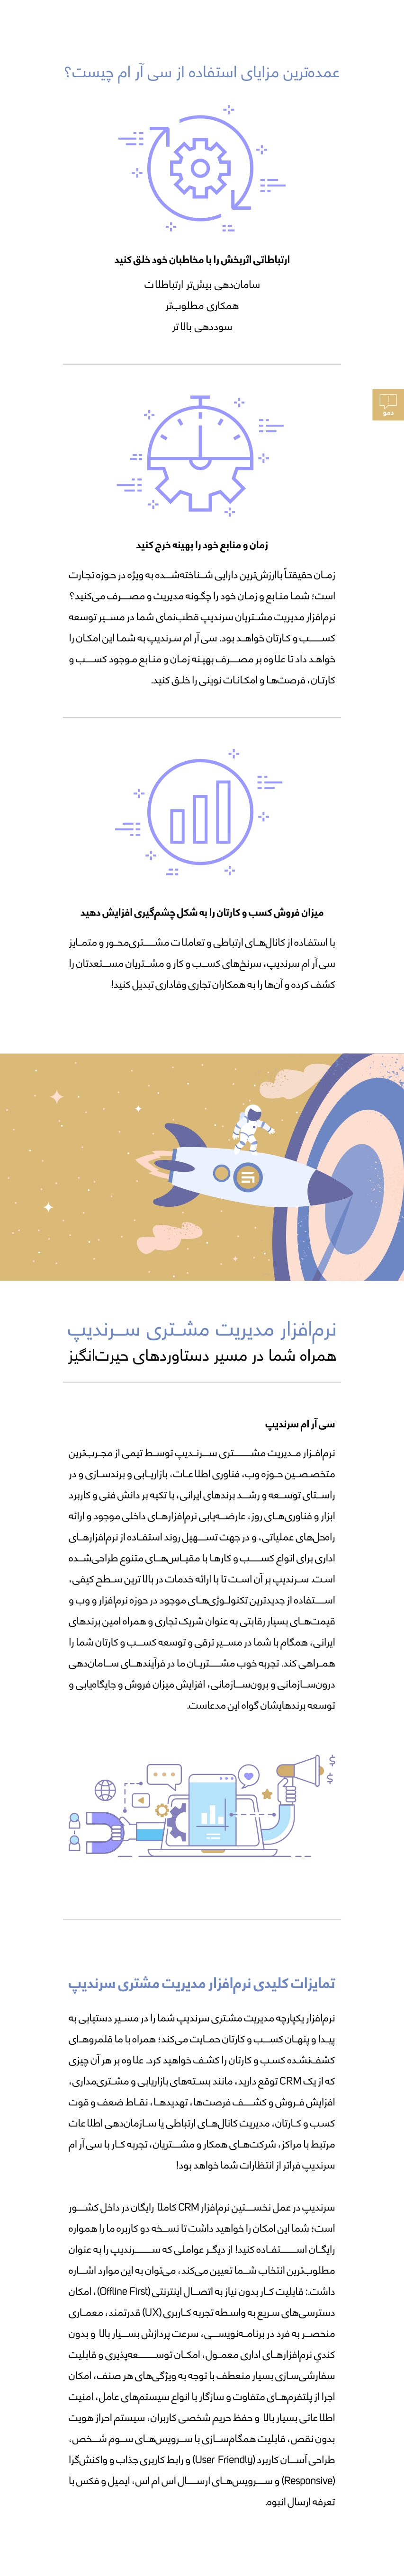 عمده‌ترین مزایای استفاده از سی آر ام چیست؟
ارتباطاتی اثربخش را با مخاطبان خود خلق کنید
سامان‌دهی بیش‌تر ارتباطات
همکاری مطلوب‌تر
سوددهی بالاتر
دمو
زمان و منابع خود را بهینه خرج کنید
زمان حقیقتاً باارزش‌ترین دارایی شناخته‌شده به ویژه در حوزه تجارت
است؛ شما منابع و زمان خود را چگونه مدیریت و مصرف می‌کنید؟
نرم‌افزار مدیریت مشتریان سرندیپ قطب‌نمای شما در مسیر توسعه
کسب و کارتان خواهد بود. سی آر ام سرندیپ به شما این امکان را
خواهد داد تا علاوه بر مصرف بهینه زمان و منابع موجود کسب و
کارتان، فرصت‌ها و امکانات نوینی را خلق کنید.
میزان فروش کسب و کارتان را به شکل چشم‌گیری افزایش دهید
با استفاده از کانال‌های ارتباطی و تعاملات مشتری‌محور و متمایز
سی آر ام سرندیپ، سرنخ‌های کسب و کار و مشتریان مستعدتان را
کشف کرده و آن‌ها را به همکاران تجاری وفاداری تبدیل کنید!
نرم‌افزار مدیریت مشتری سرندیپ
همراه شما در مسیر دستاوردهای حیرت‌انگیز
سی آر ام سرندیپ
نرم‌افزار مدیریت مشتری سرندیپ توسط تیمی از مجرب‌ترین
متخصصین حوزه وب، فناوری اطلاعات، بازاریابی و برندسازی و در
راستای توسعه و رشد برندهای ایرانی، با تکیه بر دانش فنی و کاربرد
ابزار و فناوری‌های روز، عارضه‌یابی نرم‌افزارهای داخلی موجود و ارائه
راه‌حل‌های عملیاتی، و در جهت تسهیل روند استفاده از نرم‌افزارهای
اداری برای انواع کسب و کارها با مقیاس‌های متنوع طراحی‌شده
است. سرندیپ بر آن است تا با ارائه خدمات در بالاترین سطح کیفی،
استفاده از جدیدترین تکنولوژی‌های موجود در حوزه نرم‌افزار و وب و
قیمت‌های بسیار رقابتی به عنوان شریک تجاری و همراه امین برندهای
ایرانی، همگام با شما در مسیر ترقی و توسعه کسب و کارتان شما را
همراهی کند. تجربه خوب مشتریان ما در فرآیندهای سامان‌دهی
درون‌سازمانی و برون‌سازمانی، افزایش میزان فروش و جایگاه‌یابی و
توسعه برندهایشان گواه این مدعاست.
تمایزات کلیدی نرم‌افزار مدیریت مشتری سرندیپ
نرم‌افزار یکپارچه مدیریت مشتری سرندیپ شما را در مسیر دستیابی به
پیدا و پنهان کسب و کارتان حمایت می‌کند؛ همراه با ما قلمروهای
کشف‌نشده کسب و کارتان را کشف خواهید کرد. علاوه بر هر آن چیزی
که از یک CRM توقع دارید، مانند بسته‌های بازاریابی و مشتری‌مداری،
افزایش فروش و کشف فرصت‌ها، تهدیدها، نقاط ضعف و قوت
کسب و کارتان، مدیریت کانال‌های ارتباطی یا سازمان‌دهی اطلاعات
مرتبط با مراکز، شرکت‌های همکار و مشتریان، تجربه کار با سی آر ام
سرندیپ فراتر از انتظارات شما خواهد بود!
سرندیپ در عمل نخستین نرم‌افزار CRM کاملاً رایگان در داخل کشور
است؛ شما این امکان را خواهید داشت تا نسخه دو کاربره ما را همواره
رایگان استفاده کنید! از دیگر عواملی که سرندیپ را به عنوان
مطلوب‌ترین انتخاب شما تعیین می‌کند، می‌توان به این موارد اشاره
داشت: قابلیت کار بدون نیاز به اتصال اینترنتی (Offline First)، امکان
دسترسی‌های سریع به واسطه تجربه کاربری (UX) قدرتمند، معماری
منحصر به فرد در برنامه‌نویسی، سرعت پردازش بسیار بالا و بدون
کندی نرم‌افزارهای اداری معمول، امکان توسعه‌پذیری و قابلیت
سفارشی‌سازی بسیار منعطف با توجه به ویژگی‌های هر صنف، امکان
اجرا از پلتفرم‌های متفاوت و سازگار با انواع سیستم‌های عامل، امنیت
اطلاعاتی بسیار بالا و حفظ حریم شخصی کاربران، سیستم احراز هویت
بدون نقص، قابلیت همگام‌سازی با سرویس‌های سوم شخص،
طراحی آسان کاربرد (User Friendly) و رابط کاربری جذاب و واکنش‌گرا
(Responsive) و سرویس‌های ارسال اس ام اس، ایمیل و فکس با
تعرفه ارسال انبوه.